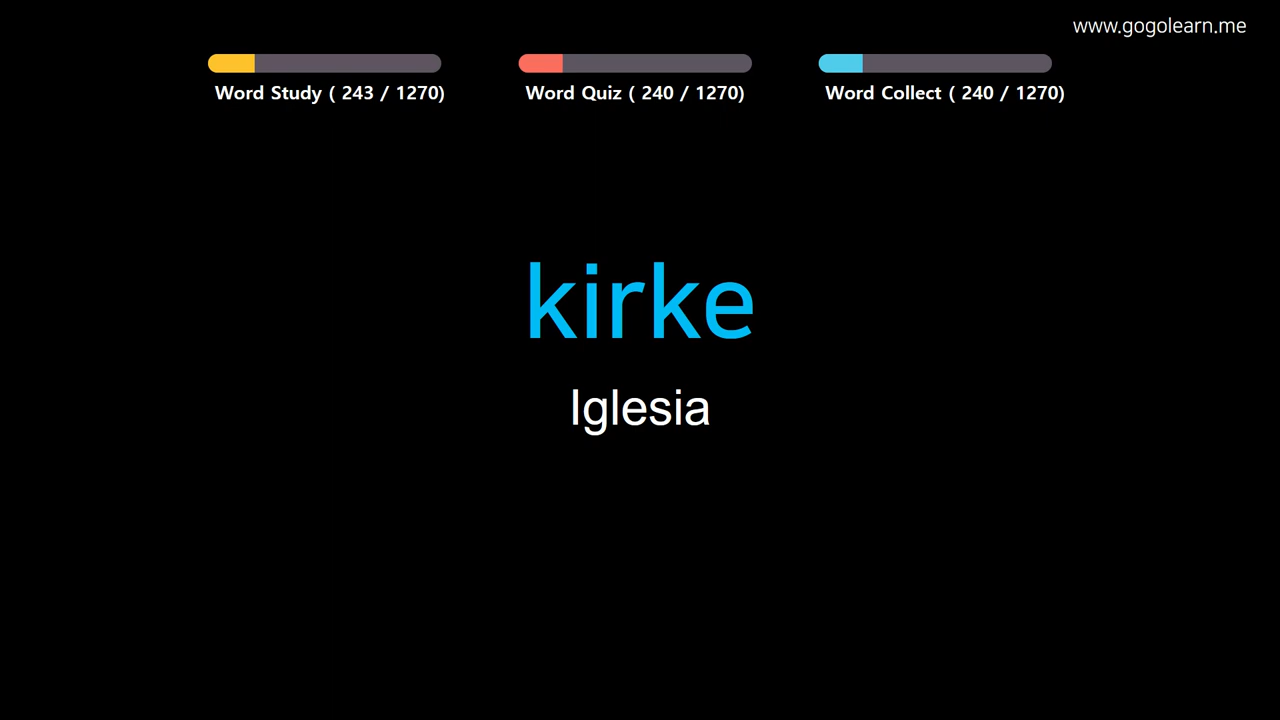 www.gogolearn.me
Word Study ( 243 / 1270)
Word Quiz ( 240 / 1270)
Word Collect ( 240 / 1270)
kirke
Iglesia